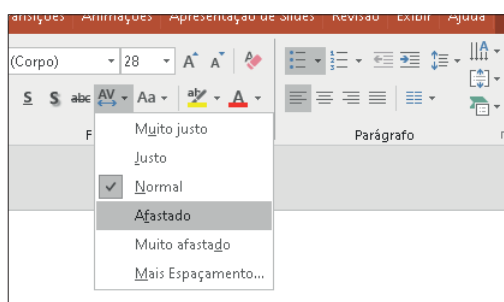 Animações Apresentação de Slides Revisão Exibir Ajuda
(Corpo) 28 A A
S S abc AV Aa aby A
Parágrafo
Muito justo
Justo
Normal
Afastado
Muito afastado
Mais Espaçamento...